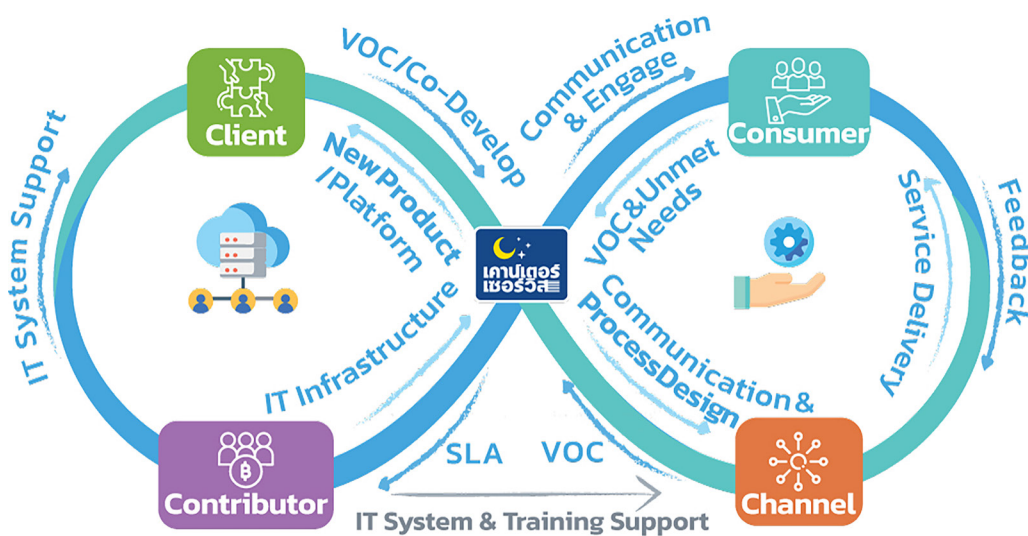 Client
VOC/Co-Develop
Communication
& Engage
Consumer
IT System Support
NewProduct
/Platform
VOC&Unmet
Needs
Service Delivery
Feedback
เคาน์เตอร์
เซอร์วิส
IT Infrastructure
Communication &
ProcessDesign
Contributor
฿
SLA
VOC
Channel
IT System & Training Support